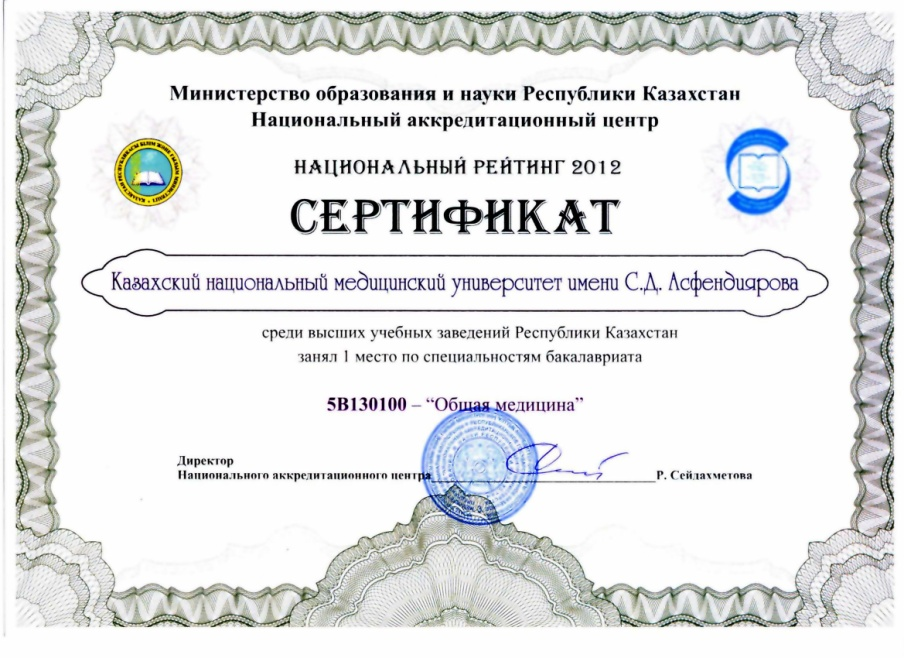 Министерство образования и науки Республики Казахстан
Национальный аккредитационный центр
НАЦИОНАЛЬНЫЙ РЕЙТИНГ 2012
СЕРТИФИКАТ
Казахский национальный медицинский университет имени С.Д. Асфендиярова
среди высших учебных заведений Республики Казахстан
занял 1 место по специальностям бакалавриата
5В130100 – “Общая медицина”
Директор
Национального аккредитационного центра
Р. Сейдахметова